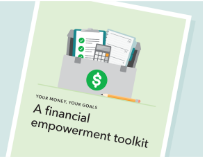 $
YOUR MONEY, YOUR GOALS
A financial
empowerment toolkit